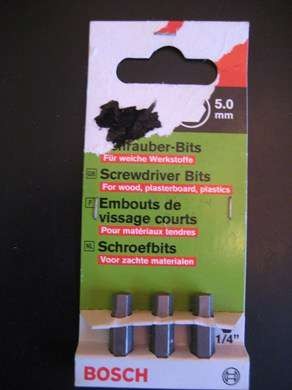 5.0
mm
hrauber-Bits
Für weiche Werkstoffe
GB Screwdriver Bits
For wood, plasterboard, plastics
F Embouts de
vissage courts
Pour matériaux tendres
NL Schroefbits
Voor zachte materialen
1/4"
BOSCH